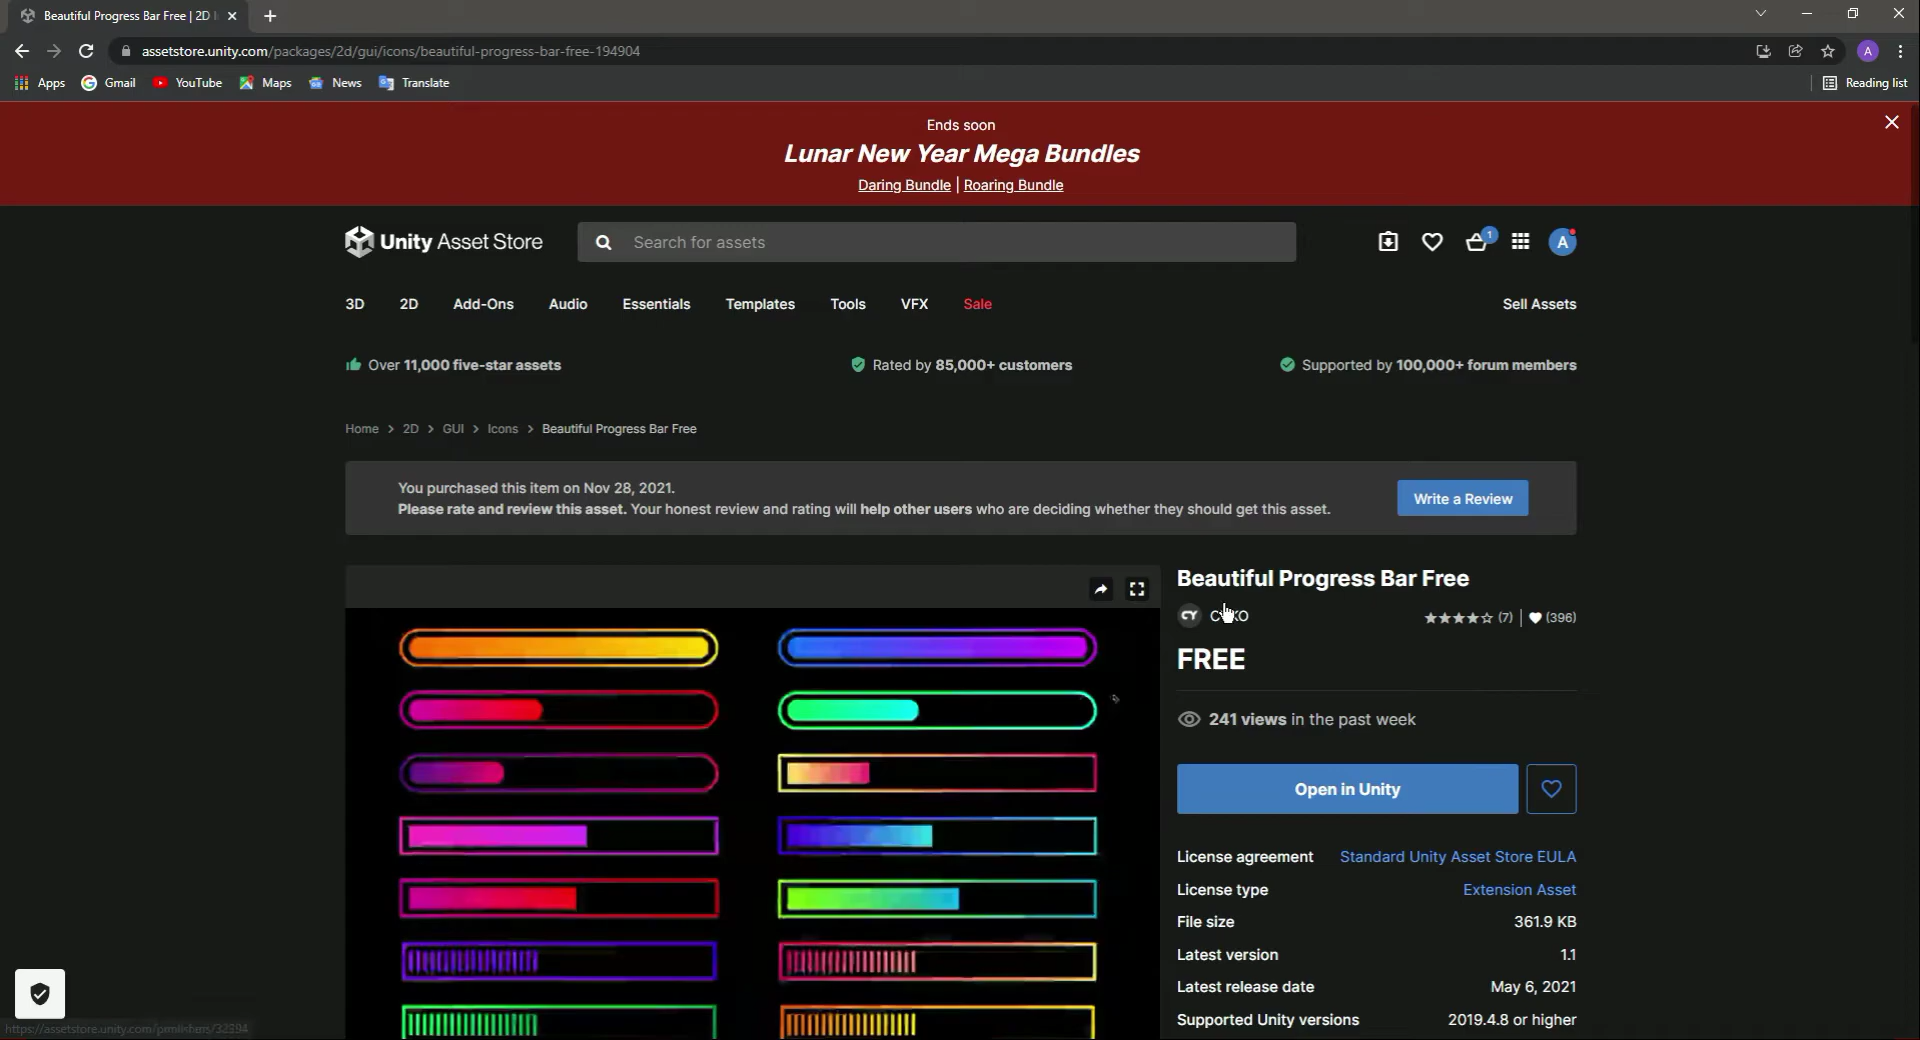 Beautiful Progress Bar Free | 2D
assetstore.unity.com/packages/2d/gui/icons/beautiful-progress-bar-free-194904
A
Apps Gmail YouTube Maps News Translate Reading list
Ends soon
Lunar New Year Mega Bundles
Daring Bundle | Roaring Bundle
Unity Asset Store
Search for assets
1
A
3D 2D Add-Ons Audio Essentials Templates Tools VFX Sale Sell Assets
Over 11,000 five-star assets Rated by 85,000+ customers Supported by 100,000+ forum members
Home > 2D > GUI > Icons > Beautiful Progress Bar Free
You purchased this item on Nov 28, 2021.
Please rate and review this asset. Your honest review and rating will help other users who are deciding whether they should get this asset.
Write a Review
Beautiful Progress Bar Free
CY
(7) | (396)
FREE
241 views in the past week
Open in Unity
License agreement Standard Unity Asset Store EULA
License type Extension Asset
File size 361.9 KB
Latest version 1.1
Latest release date May 6, 2021
Supported Unity versions 2019.4.8 or higher